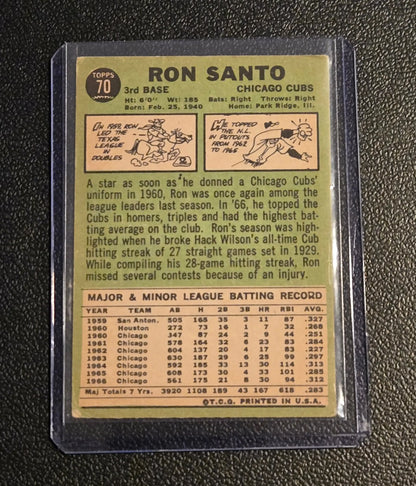 TOPPS
70
RON SANTO
3rd BASE CHICAGO CUBS
Ht: 6'0" Wt: 185 Bats: Right Throws: Right
Born: Feb. 25, 1940 Home: Park Ridge, Ill.
IN 1959, RON
LED THE
TEXAS
LEAGUE
IN
DOUBLES
HE TOPPED
THE N.L.
IN
PUTOUTS
FROM 1962
TO 1966
A star as soon as he donned a Chicago Cubs'
uniform in 1960, Ron was once again among the
league leaders last season. In '66, he topped the
Cubs in homers, triples and had the highest bat-
ting average on the club. Ron's season was high-
lighted when he broke Hack Wilson's all-time Cub
hitting streak of 27 straight games set in 1929.
While compiling his 28-game hitting streak, Ron
missed several contests because of an injury.
MAJOR & MINOR LEAGUE BATTING RECORD
YEAR TEAM AB H 2B 3B HR RBI AVG.
1959 San Anton. 505 165 35 3 11 87 .327
1960 Houston 272 73 16 1 7 32 .268
1960 Chicago 347 87 24 2 9 44 .251
1961 Chicago 578 164 32 6 23 83 .284
1962 Chicago 604 137 20 4 17 83 .227
1963 Chicago 630 187 29 6 25 99 .297
1964 Chicago 592 185 33 13 30 114 .313
1965 Chicago 608 173 30 4 33 101 .285
1966 Chicago 561 175 21 8 30 94 .312
Maj Totals 7 Yrs. 3920 1108 189 43 167 618 .283
©T.C.G. PRINTED IN U.S.A.